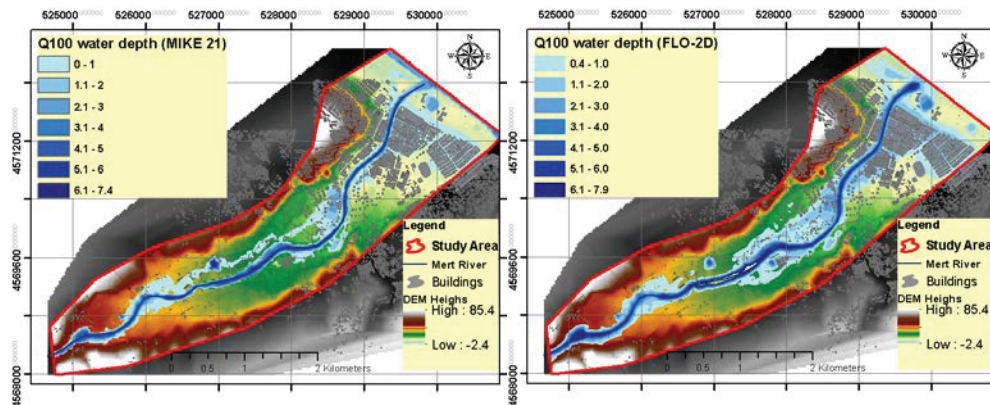 525000 526000 527000 528000 529000 530000
Q100 water depth (MIKE 21)
0 - 1
1.1 - 2
2.1 - 3
3.1 - 4
4.1 - 5
5.1 - 6
6.1 - 7.4
4571200
4569600
4568000
Legend
Study Area
Mert River
Buildings
DEM Heighs
High : 85.4
Low : -2.4
0 0.5 1 2 Kilometers
525000 526000 527000 528000 529000 530000
Q100 water depth (FLO-2D)
0.4 - 1.0
1.1 - 2.0
2.1 - 3.0
3.1 - 4.0
4.1 - 5.0
5.1 - 6.0
6.1 - 7.9
4571200
4569600
4568000
Legend
Study Area
Mert River
Buildings
DEM Heighs
High : 85.4
Low : -2.4
0 0.5 1 2 Kilometers